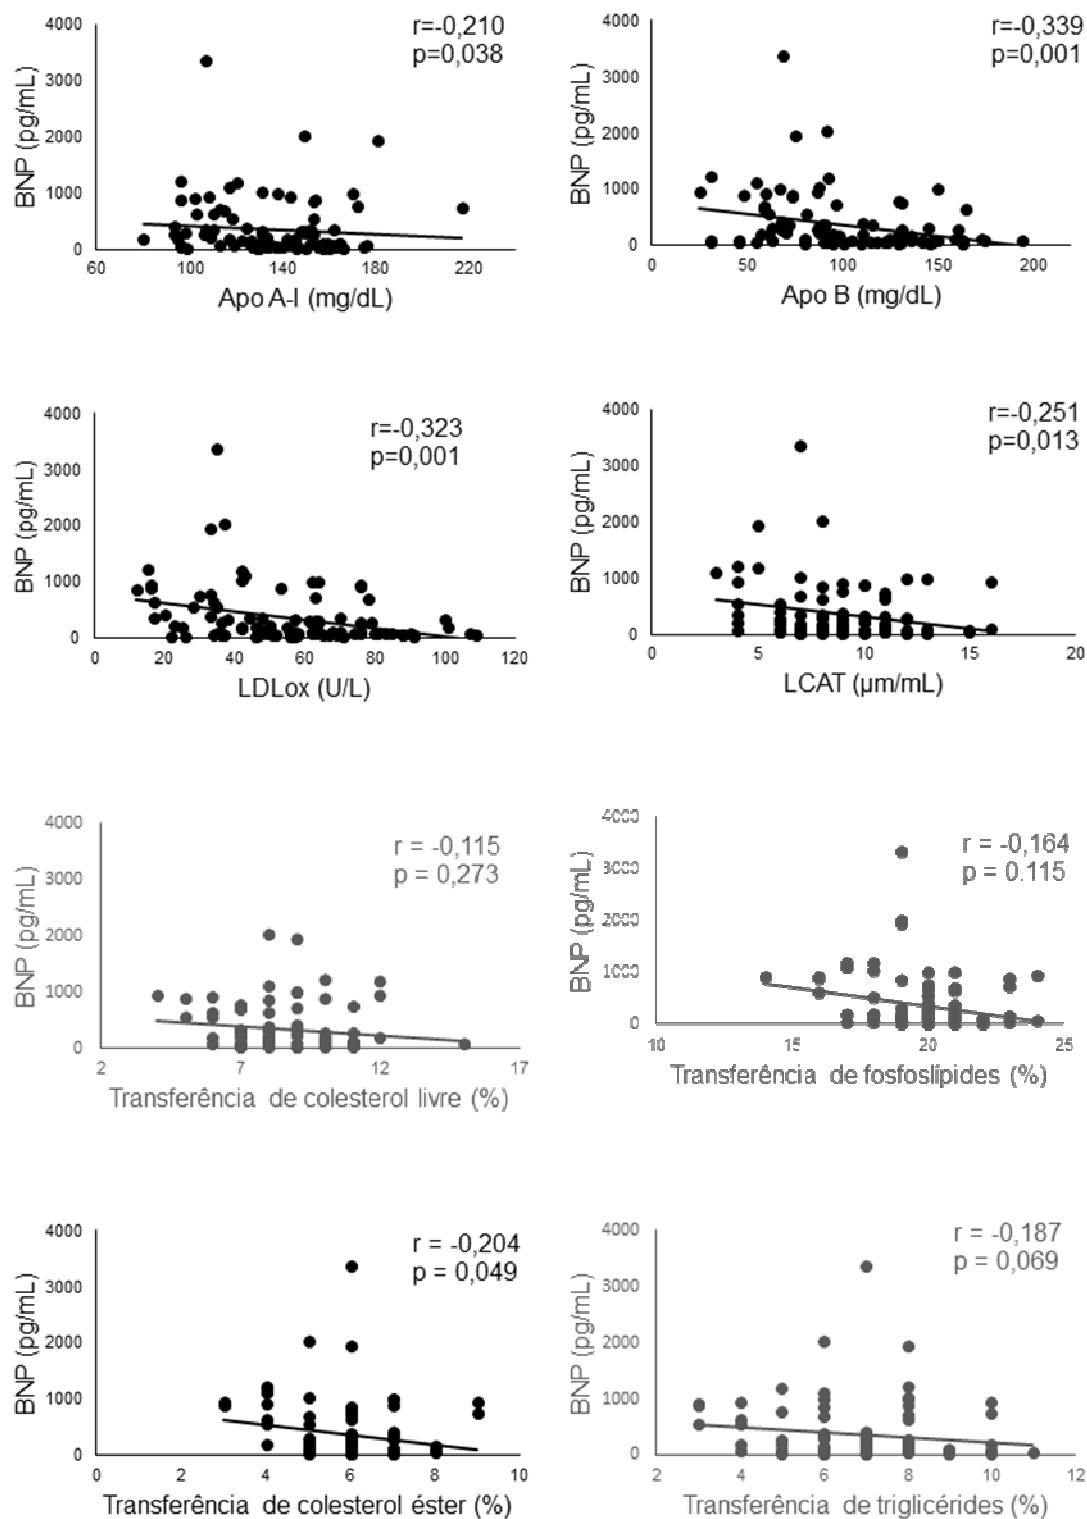 r=-0,210
p=0,038
BNP (pg/mL)
4000
3000
2000
1000
0
60 100 140 180 220
Apo A-I (mg/dL)
r=-0,339
p=0,001
BNP (pg/mL)
4000
3000
2000
1000
0
0 50 100 150 200
Apo B (mg/dL)
r=-0,323
p=0,001
BNP (pg/mL)
4000
3000
2000
1000
0
0 20 40 60 80 100 120
LDLox (U/L)
r=-0,251
p=0,013
BNP (pg/mL)
4000
3000
2000
1000
0
0 5 10 15 20
LCAT (µm/mL)
r = -0,115
p = 0,273
BNP (pg/mL)
4000
3000
2000
1000
0
2 7 12 17
Transferência de colesterol livre (%)
r = -0,164
p = 0.115
BNP (pg/mL)
4000
3000
2000
1000
0
10 15 20 25
Transferência de fosfoslípides (%)
r = -0,204
p = 0,049
BNP (pg/mL)
4000
3000
2000
1000
0
0 2 4 6 8 10
Transferência de colesterol éster (%)
r = -0,187
p = 0,069
BNP (pg/mL)
4000
3000
2000
1000
0
2 4 6 8 10 12
Transferência de triglicérides (%)